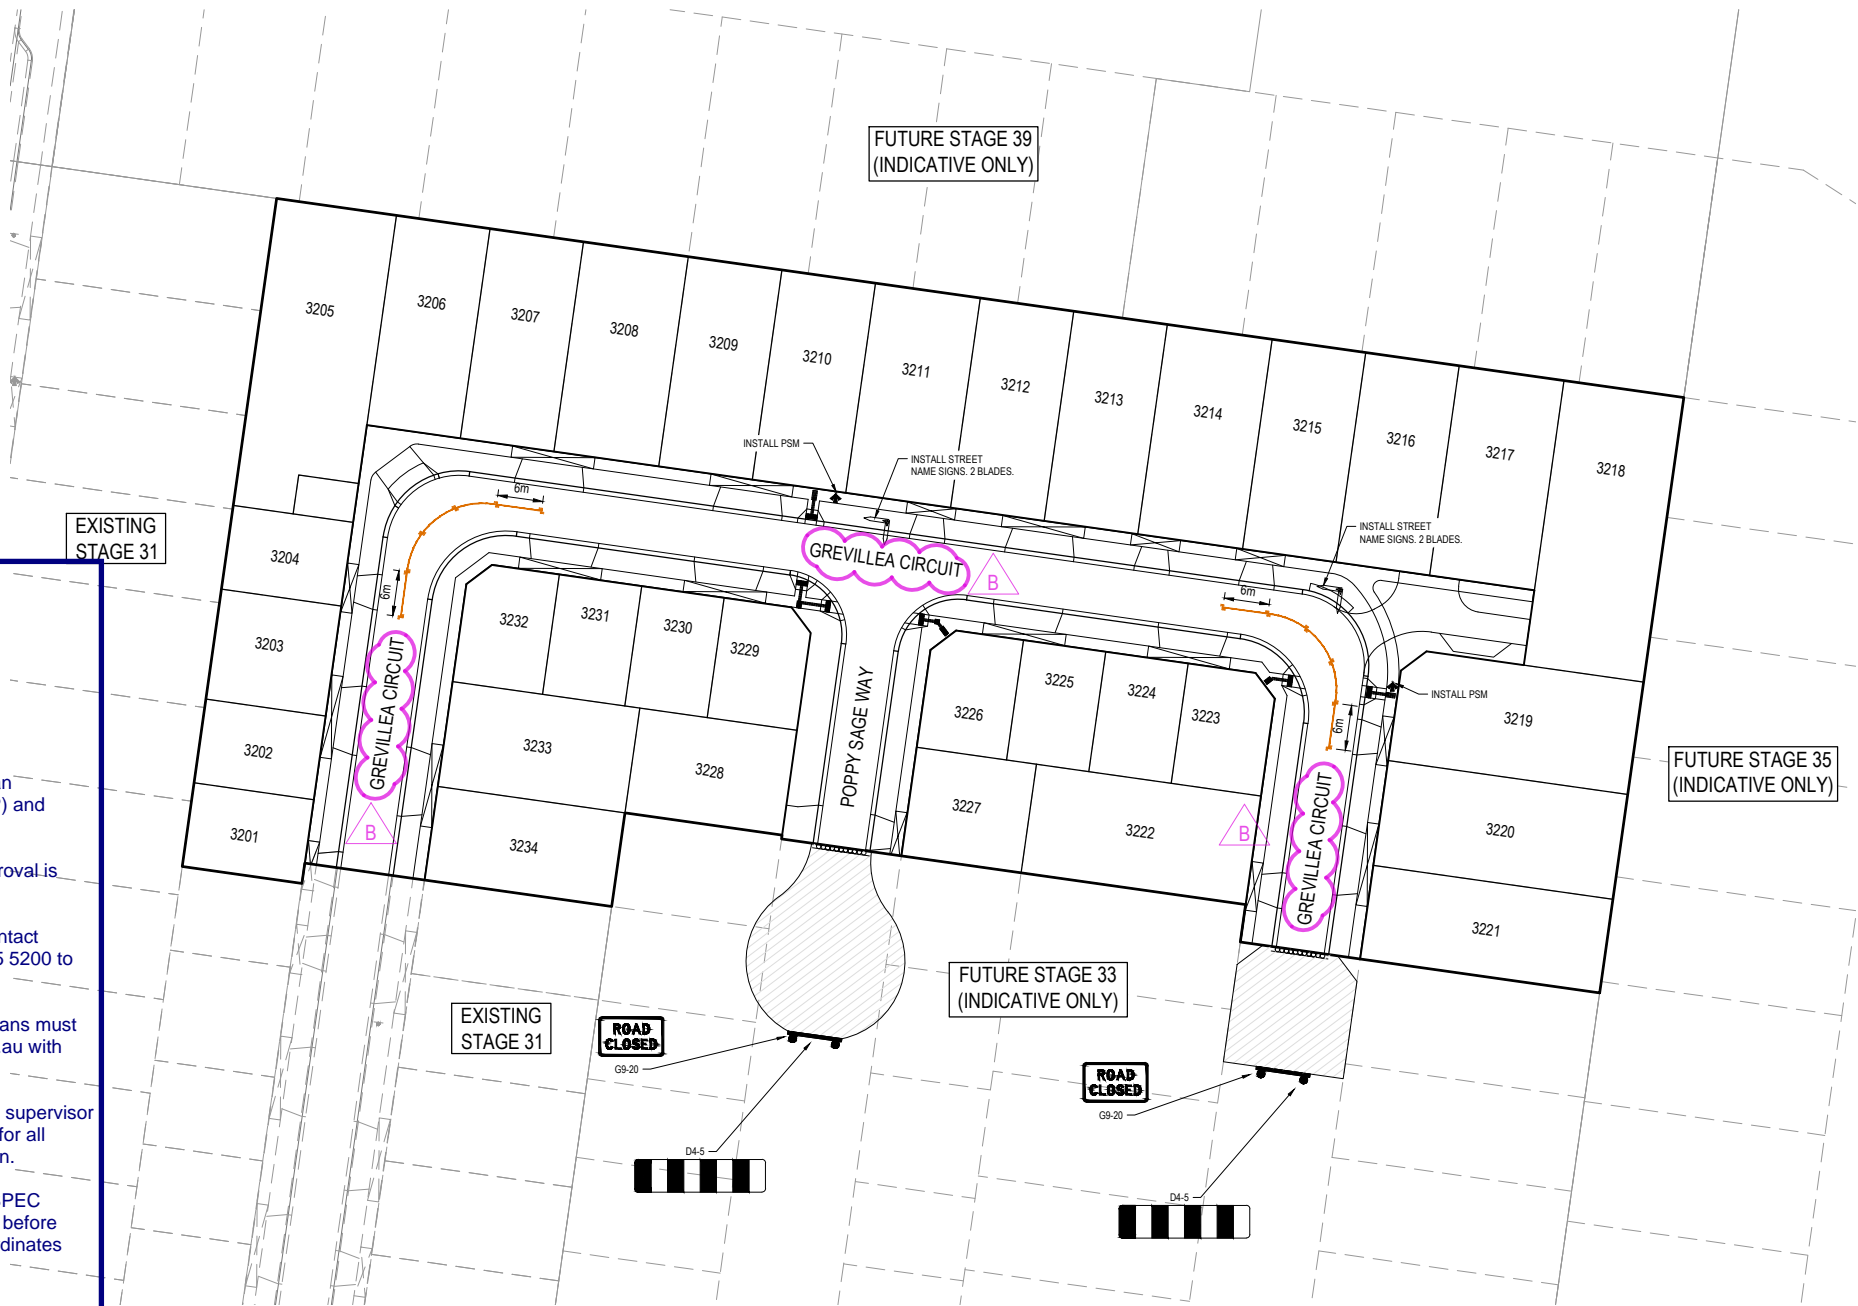 FUTURE STAGE 39
(INDICATIVE ONLY)
3205
3206
3207
3208
3209
3210
3211
3212
3213
3214
3215
3216
3217
3218
INSTALL PSM
INSTALL STREET
NAME SIGNS. 2 BLADES.
6m
6m
EXISTING
STAGE 31
GREVILLEA CIRCUIT
B
INSTALL STREET
NAME SIGNS. 2 BLADES.
6m
6m
3204
3203
3202
3201
GREVILLEA CIRCUIT
B
3232
3231
3230
3229
3233
3228
3234
POPPY SAGE WAY
3226
3225
3224
3223
3227
3222
B
GREVILLEA CIRCUIT
INSTALL PSM
3219
3220
3221
FUTURE STAGE 35
(INDICATIVE ONLY)
FUTURE STAGE 33
(INDICATIVE ONLY)
EXISTING
STAGE 31
ROAD
CLOSED
G9-20
D4-5
ROAD
CLOSED
G9-20
D4-5
an
) and
roval is
ntact
5 5200 to
ans must
.au with
supervisor
for all
n.
SPEC
before
dinates